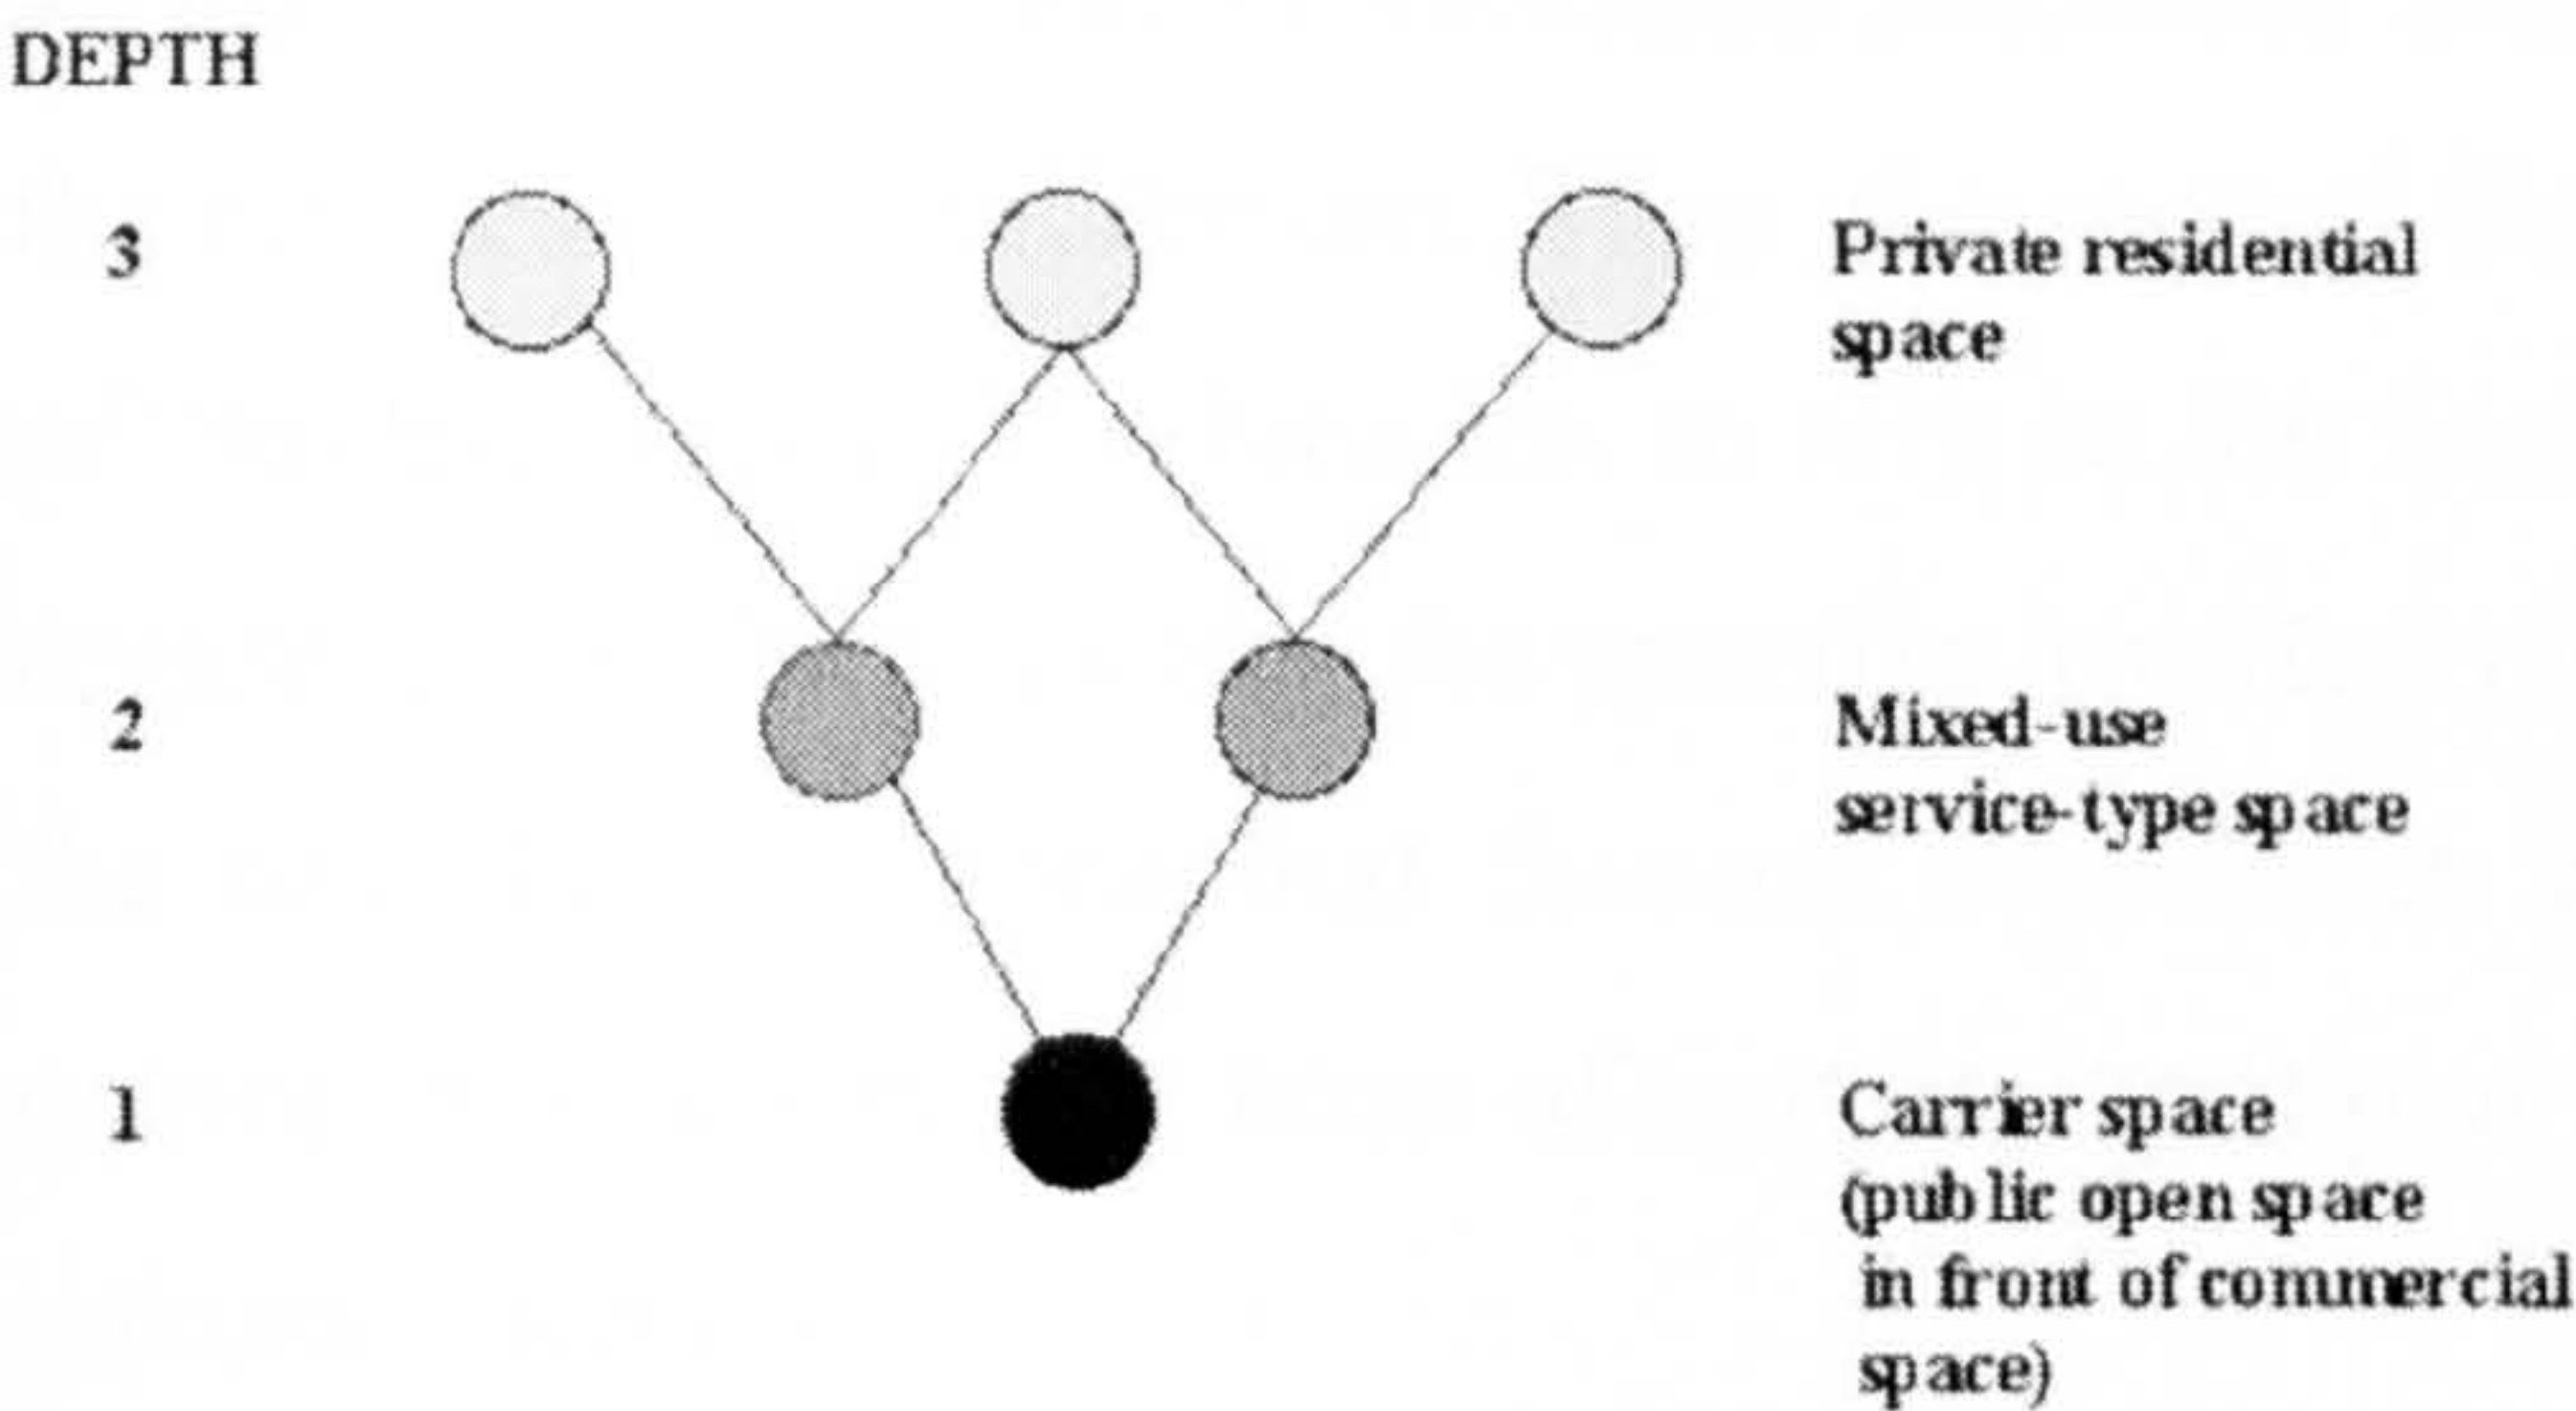 DEPTH
3
Private residential
space
2
Mixed-use
service-type space
1
Carrier space
(public open space
in front of commercial
space)